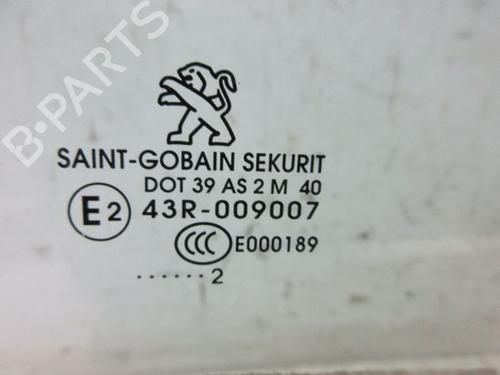 B-PARTS
SAINT-GOBAIN SEKURIT
DOT 39 AS 2 M 40
E2 43R-009007
CCC E000189
...... 2